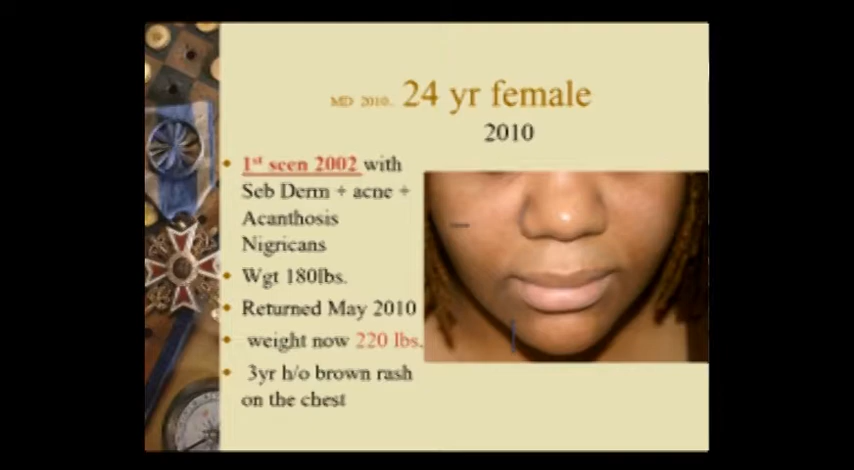 MD 2010.. 24 yr female
2010
1st seen 2002 with
Seb Derm + acne +
Acanthosis
Nigricans
Wgt 180lbs.
Returned May 2010
weight now 220 lbs.
3yr h/o brown rash
on the chest